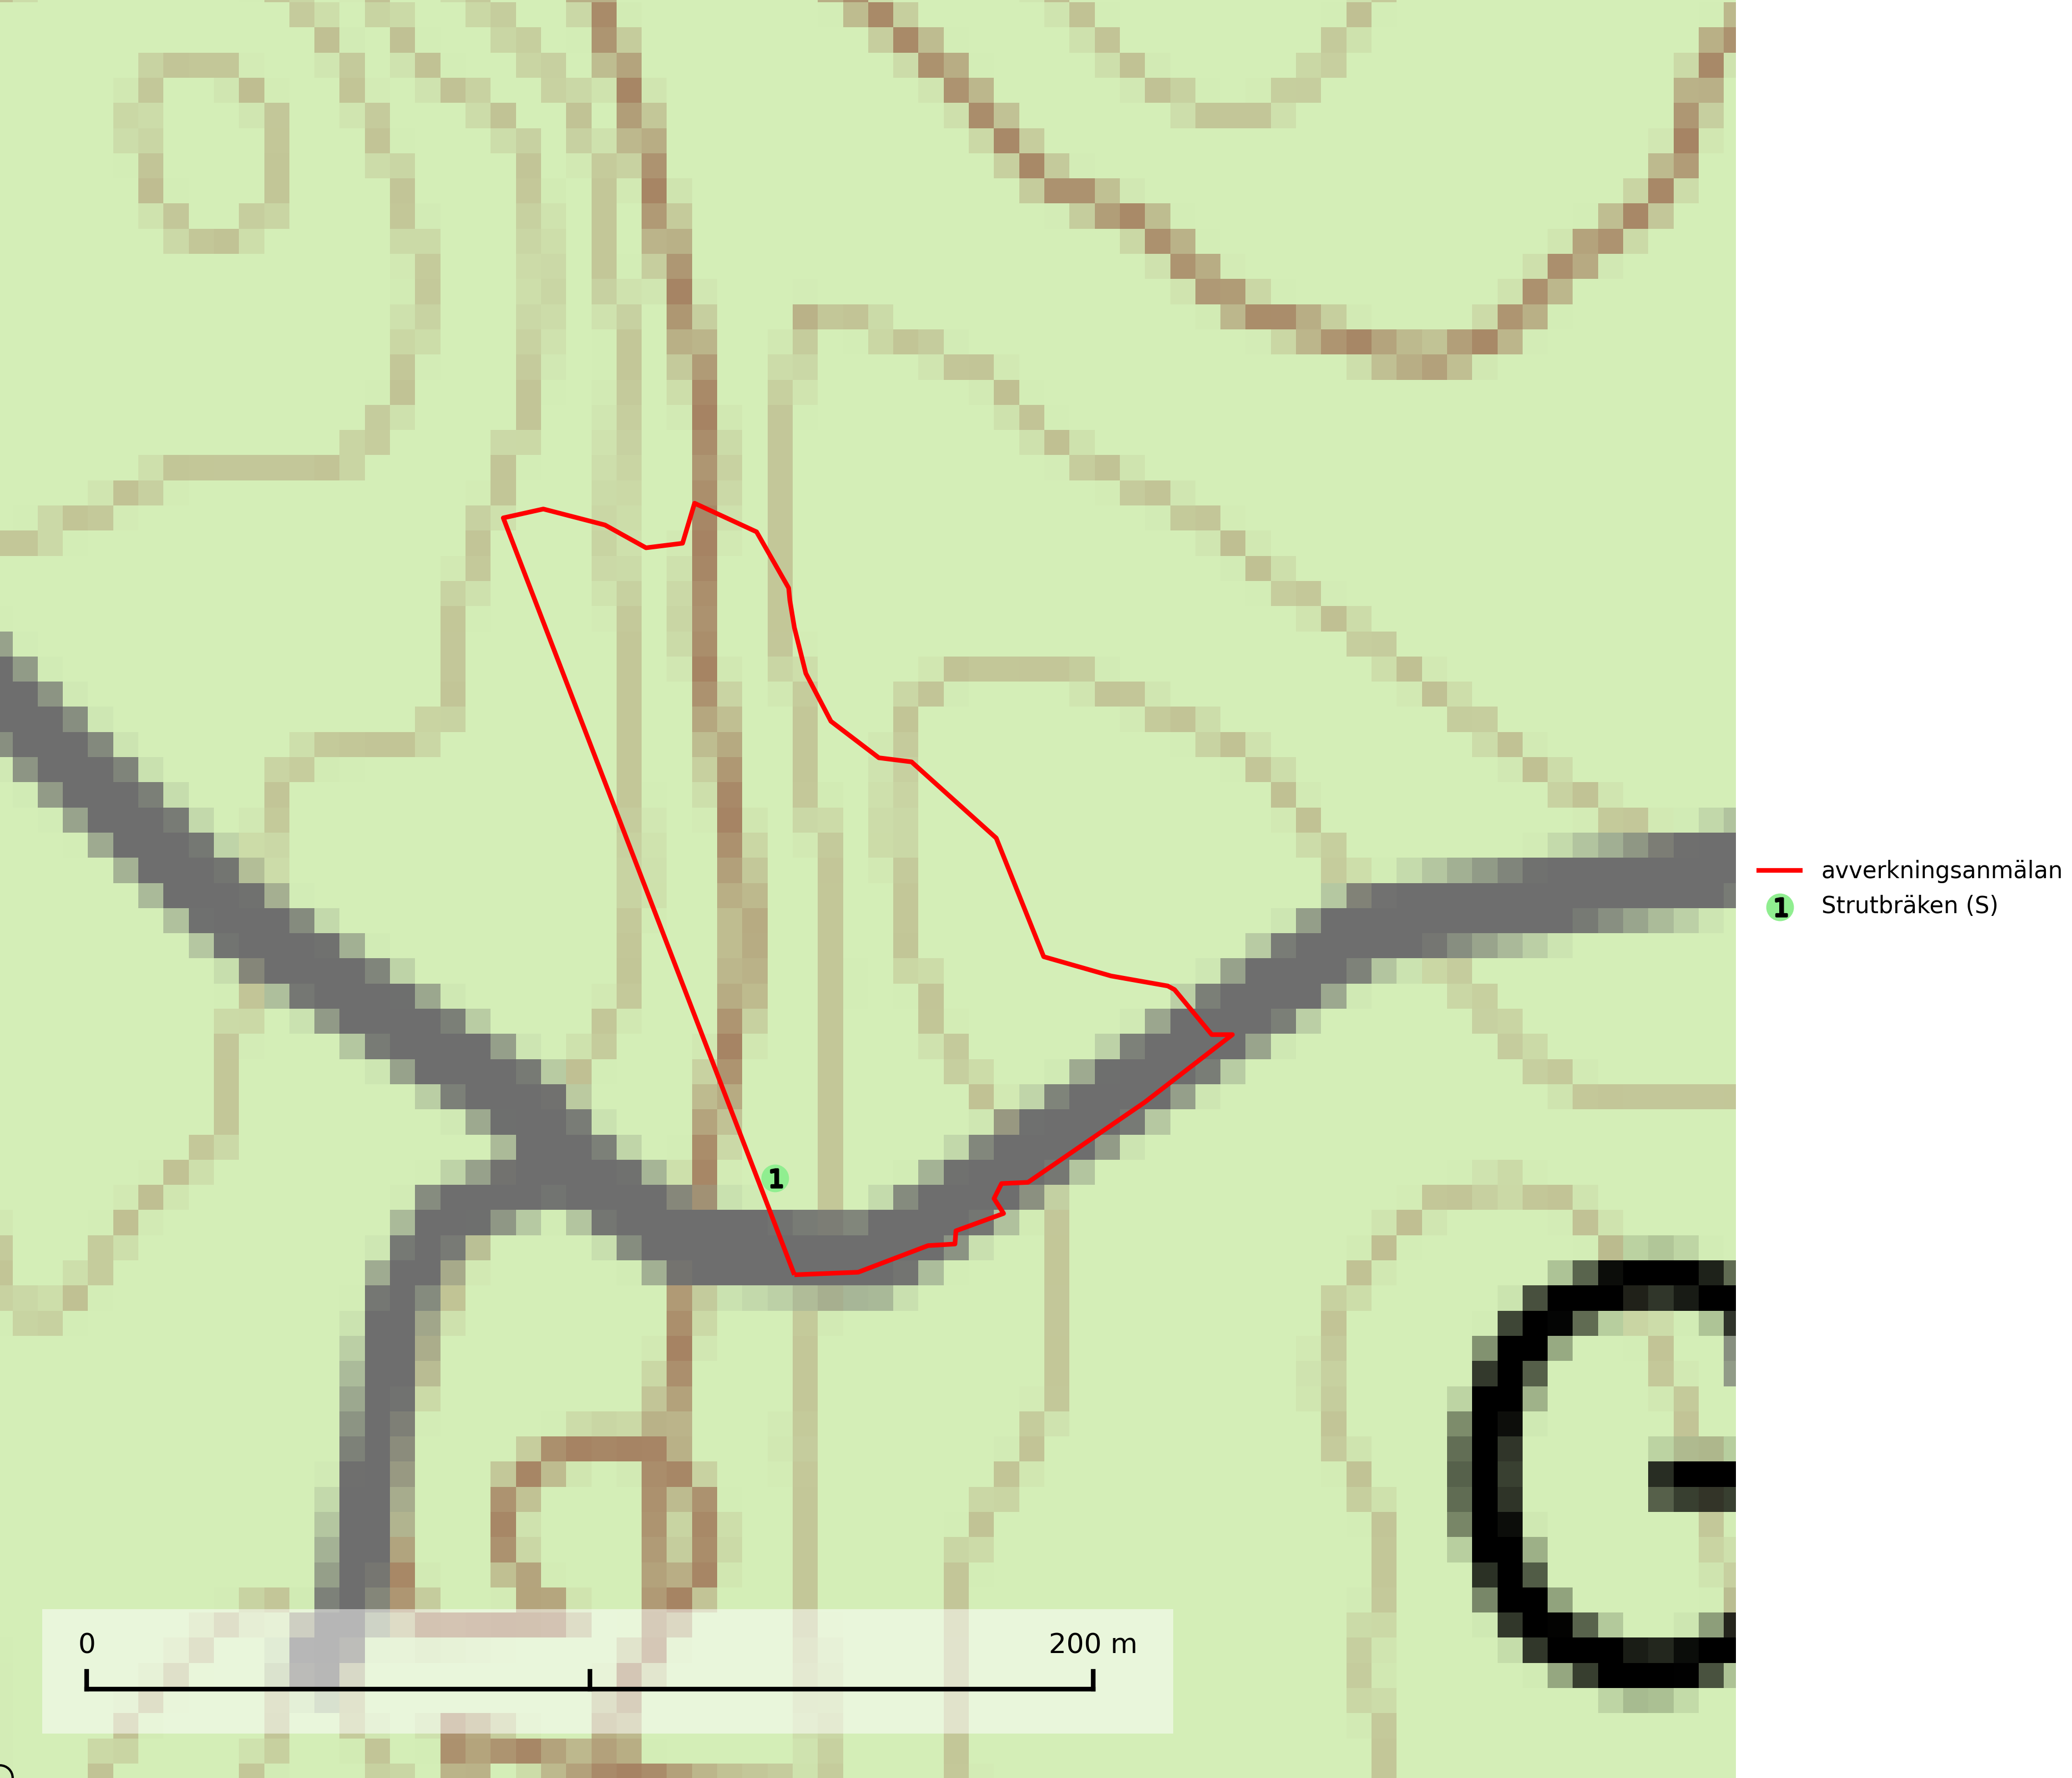 avverkningsanmälan
1 Strutbräken (S)
1
0 200 m